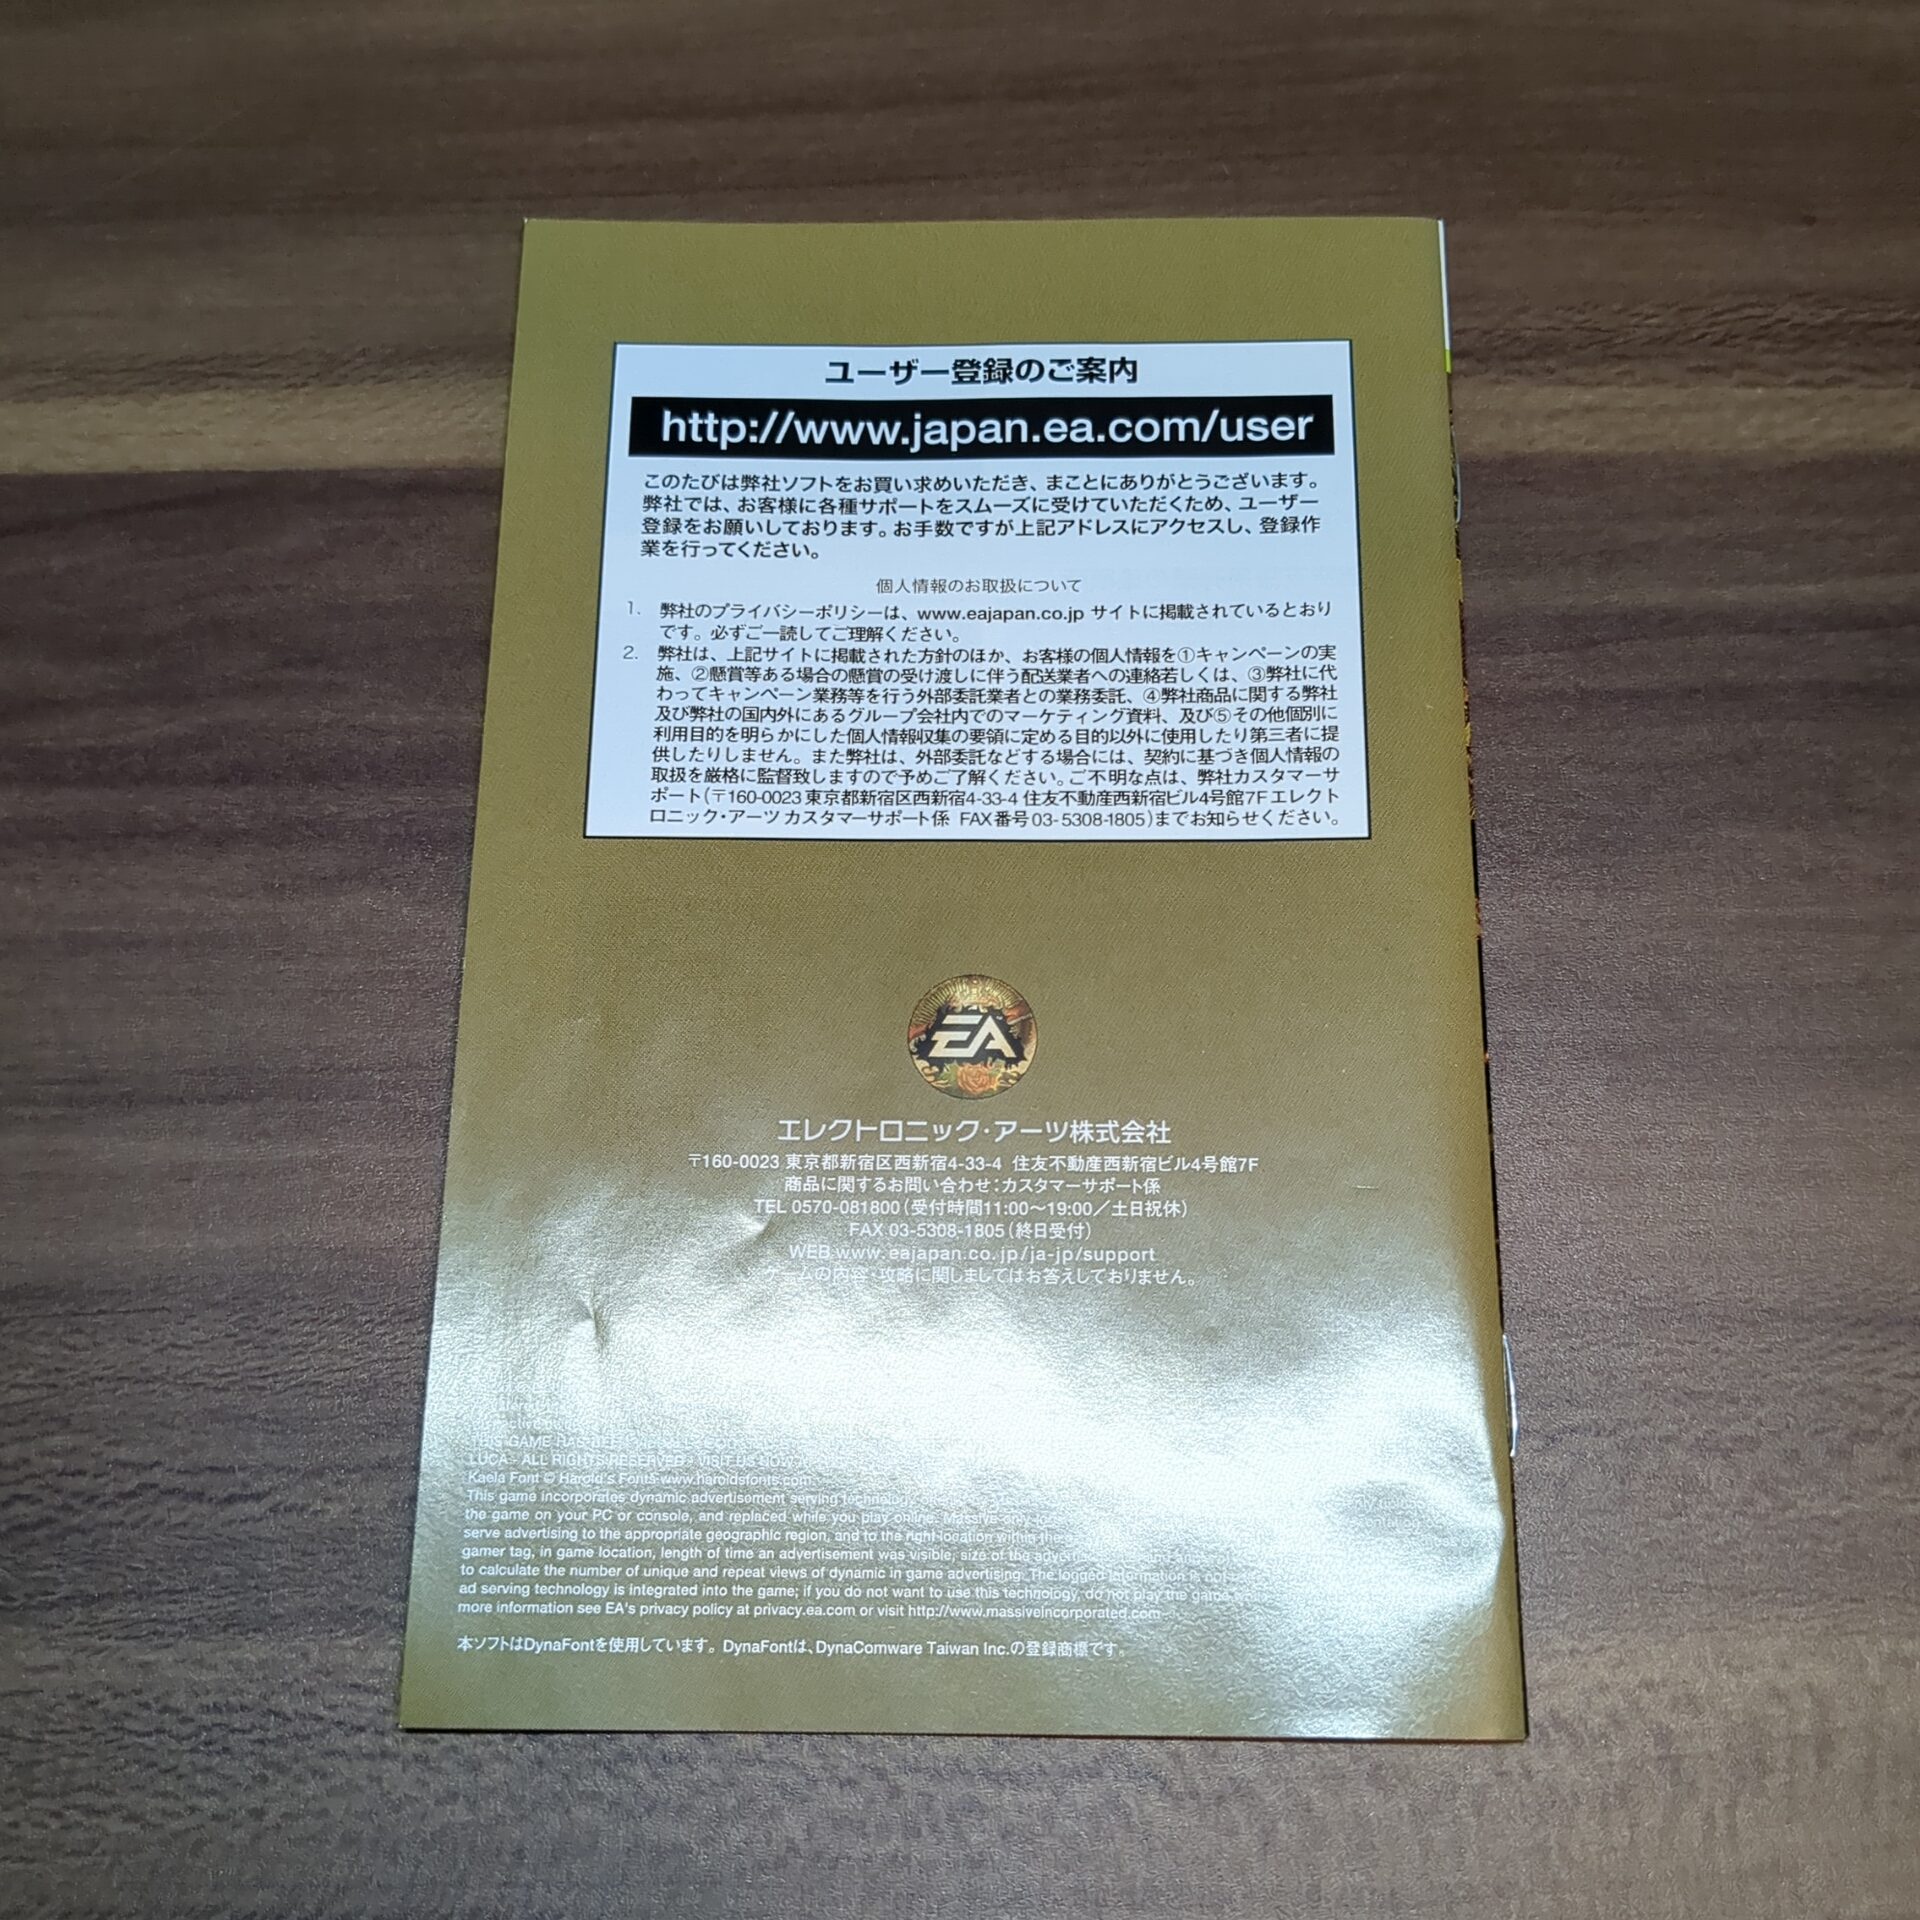 ユーザー登録のご案内
http://www.japan.ea.com/user
このたびは弊社ソフトをお買い求めいただき、まことにありがとうございます。
弊社では、お客様に各種サポートをスムーズに受けていただくため、ユーザー
登録をお願いしております。お手数ですが上記アドレスにアクセスし、登録作
業を行ってください。
個人情報のお取扱について
1. 弊社のプライバシーポリシーは、www.eajapan.co.jp サイトに掲載されているとおり
です。必ずご一読してご理解ください。
2. 弊社は、上記サイトに掲載された方針のほか、お客様の個人情報を①キャンペーンの実
施、②懸賞等ある場合の懸賞の受け渡しに伴う配送業者への連絡若しくは、③弊社に代
わってキャンペーン業務等を行う外部委託業者との業務委託、④弊社商品に関する弊社
及び弊社の国内外にあるグループ会社内でのマーケティング資料、及び⑤その他個別に
利用目的を明らかにした個人情報収集の要領に定める目的以外に使用したり第三者に提
供したりしません。また弊社は、外部委託などする場合には、契約に基づき個人情報の
取扱を厳格に監督致しますので予めご了解ください。ご不明な点は、弊社カスタマーサ
ポート(〒160-0023 東京都新宿区西新宿4-33-4 住友不動産西新宿ビル4号館7F エレクト
ロニック・アーツ カスタマーサポート係 FAX番号 03-5308-1805)までお知らせください。
EA
エレクトロニック・アーツ株式会社
〒160-0023 東京都新宿区西新宿4-33-4 住友不動産西新宿ビル4号館7F
商品に関するお問い合わせ:カスタマーサポート係
TEL 0570-081800(受付時間11:00〜19:00/土日祝休)
FAX 03-5308-1805(終日受付)
WEB www.eajapan.co.jp/ja-jp/support
ゲームの内容・攻略に関しましてはお答えしておりません。
THIS GAME HAS
LUCA - ALL RIGHTS RESERVED - VISIT US NOW
Kaela Font © Harold's Fonts-www.haroldsfonts.com
This game incorporates dynamic advertisement serving technology
the game on your PC or console, and replaced while you play online. Massive only
serve advertising to the appropriate geographic region, and to the right location within the
gamer tag, in game location, length of time an advertisement was visible, size of the
to calculate the number of unique and repeat views of dynamic in game advertising. The logged information is not
ad serving technology is integrated into the game; if you do not want to use this technology, do not play the game
more information see EA's privacy policy at privacy.ea.com or visit http://www.massiveincorporated.com
本ソフトはDynaFontを使用しています。DynaFontは、DynaComware Taiwan Inc.の登録商標です。